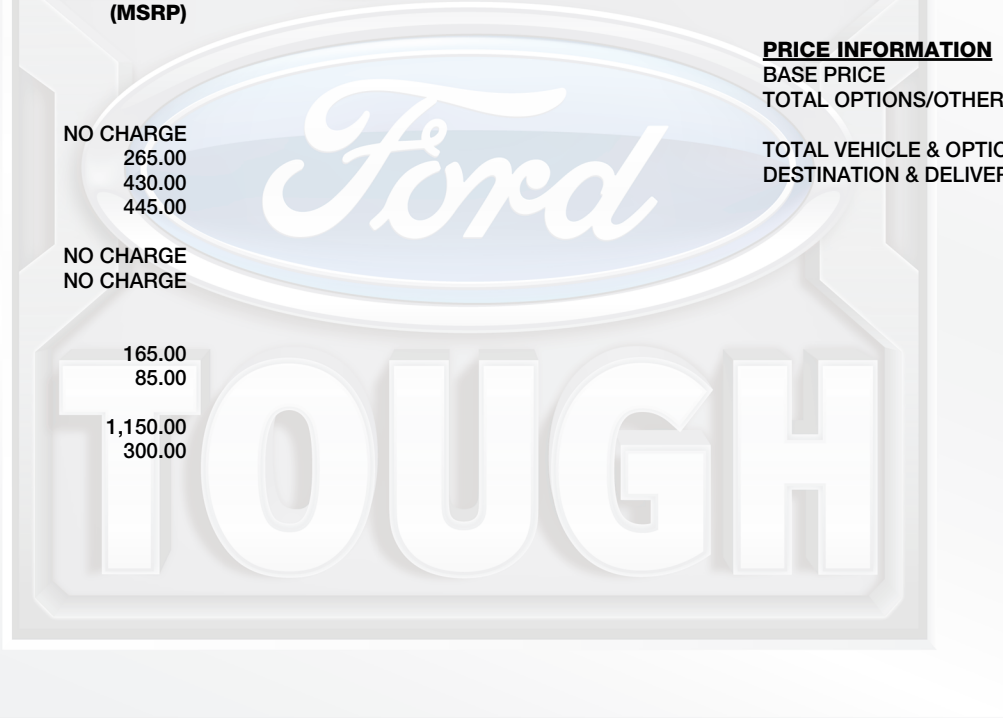 (MSRP)
NO CHARGE
265.00
430.00
445.00
NO CHARGE
NO CHARGE
165.00
85.00
1,150.00
300.00
PRICE INFORMATION
BASE PRICE
TOTAL OPTIONS/OTHER
TOTAL VEHICLE & OPTIO
DESTINATION & DELIVER
Ford
TOUGH